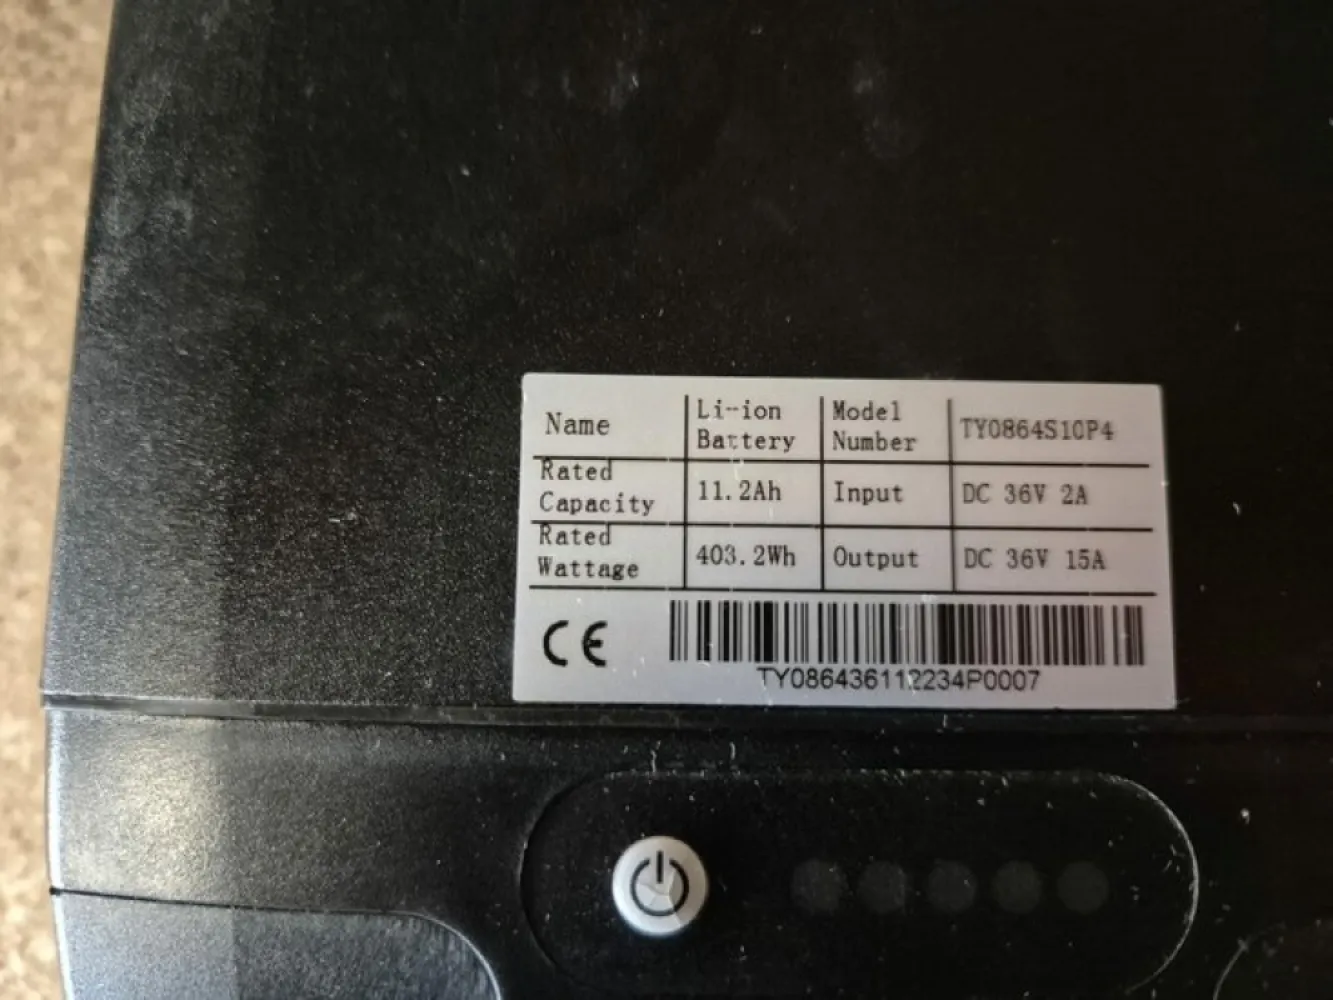 Name
Li-ion
Battery
Model
Number
TY0864S10P4
Rated
Capacity
11.2Ah
Input
DC 36V 2A
Rated
Wattage
403.2Wh
Output
DC 36V 15A
CE
TY086436112234P0007